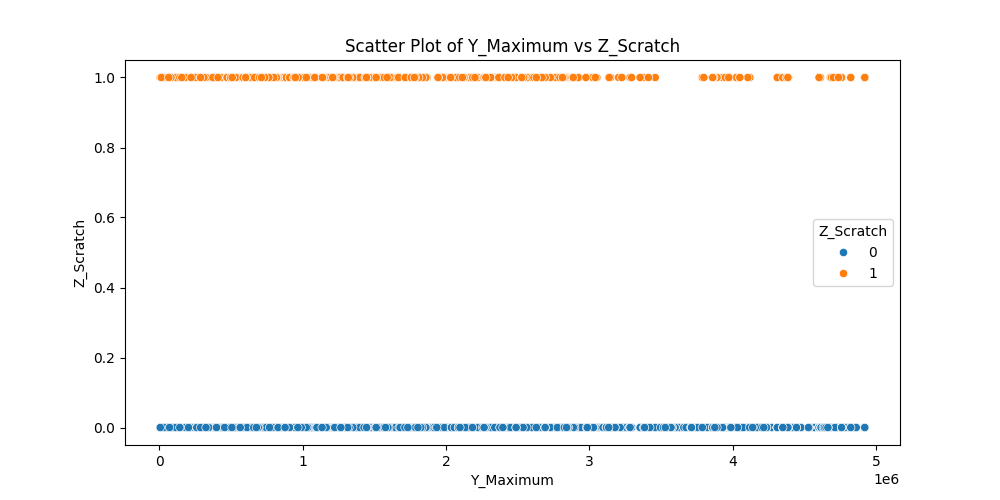 Scatter Plot of Y_Maximum vs Z_Scratch
1.0
0.8
0.6
0.4
0.2
0.0
Z_Scratch
Z_Scratch
0
1
0 1 2 3 4 5
1e6
Y_Maximum